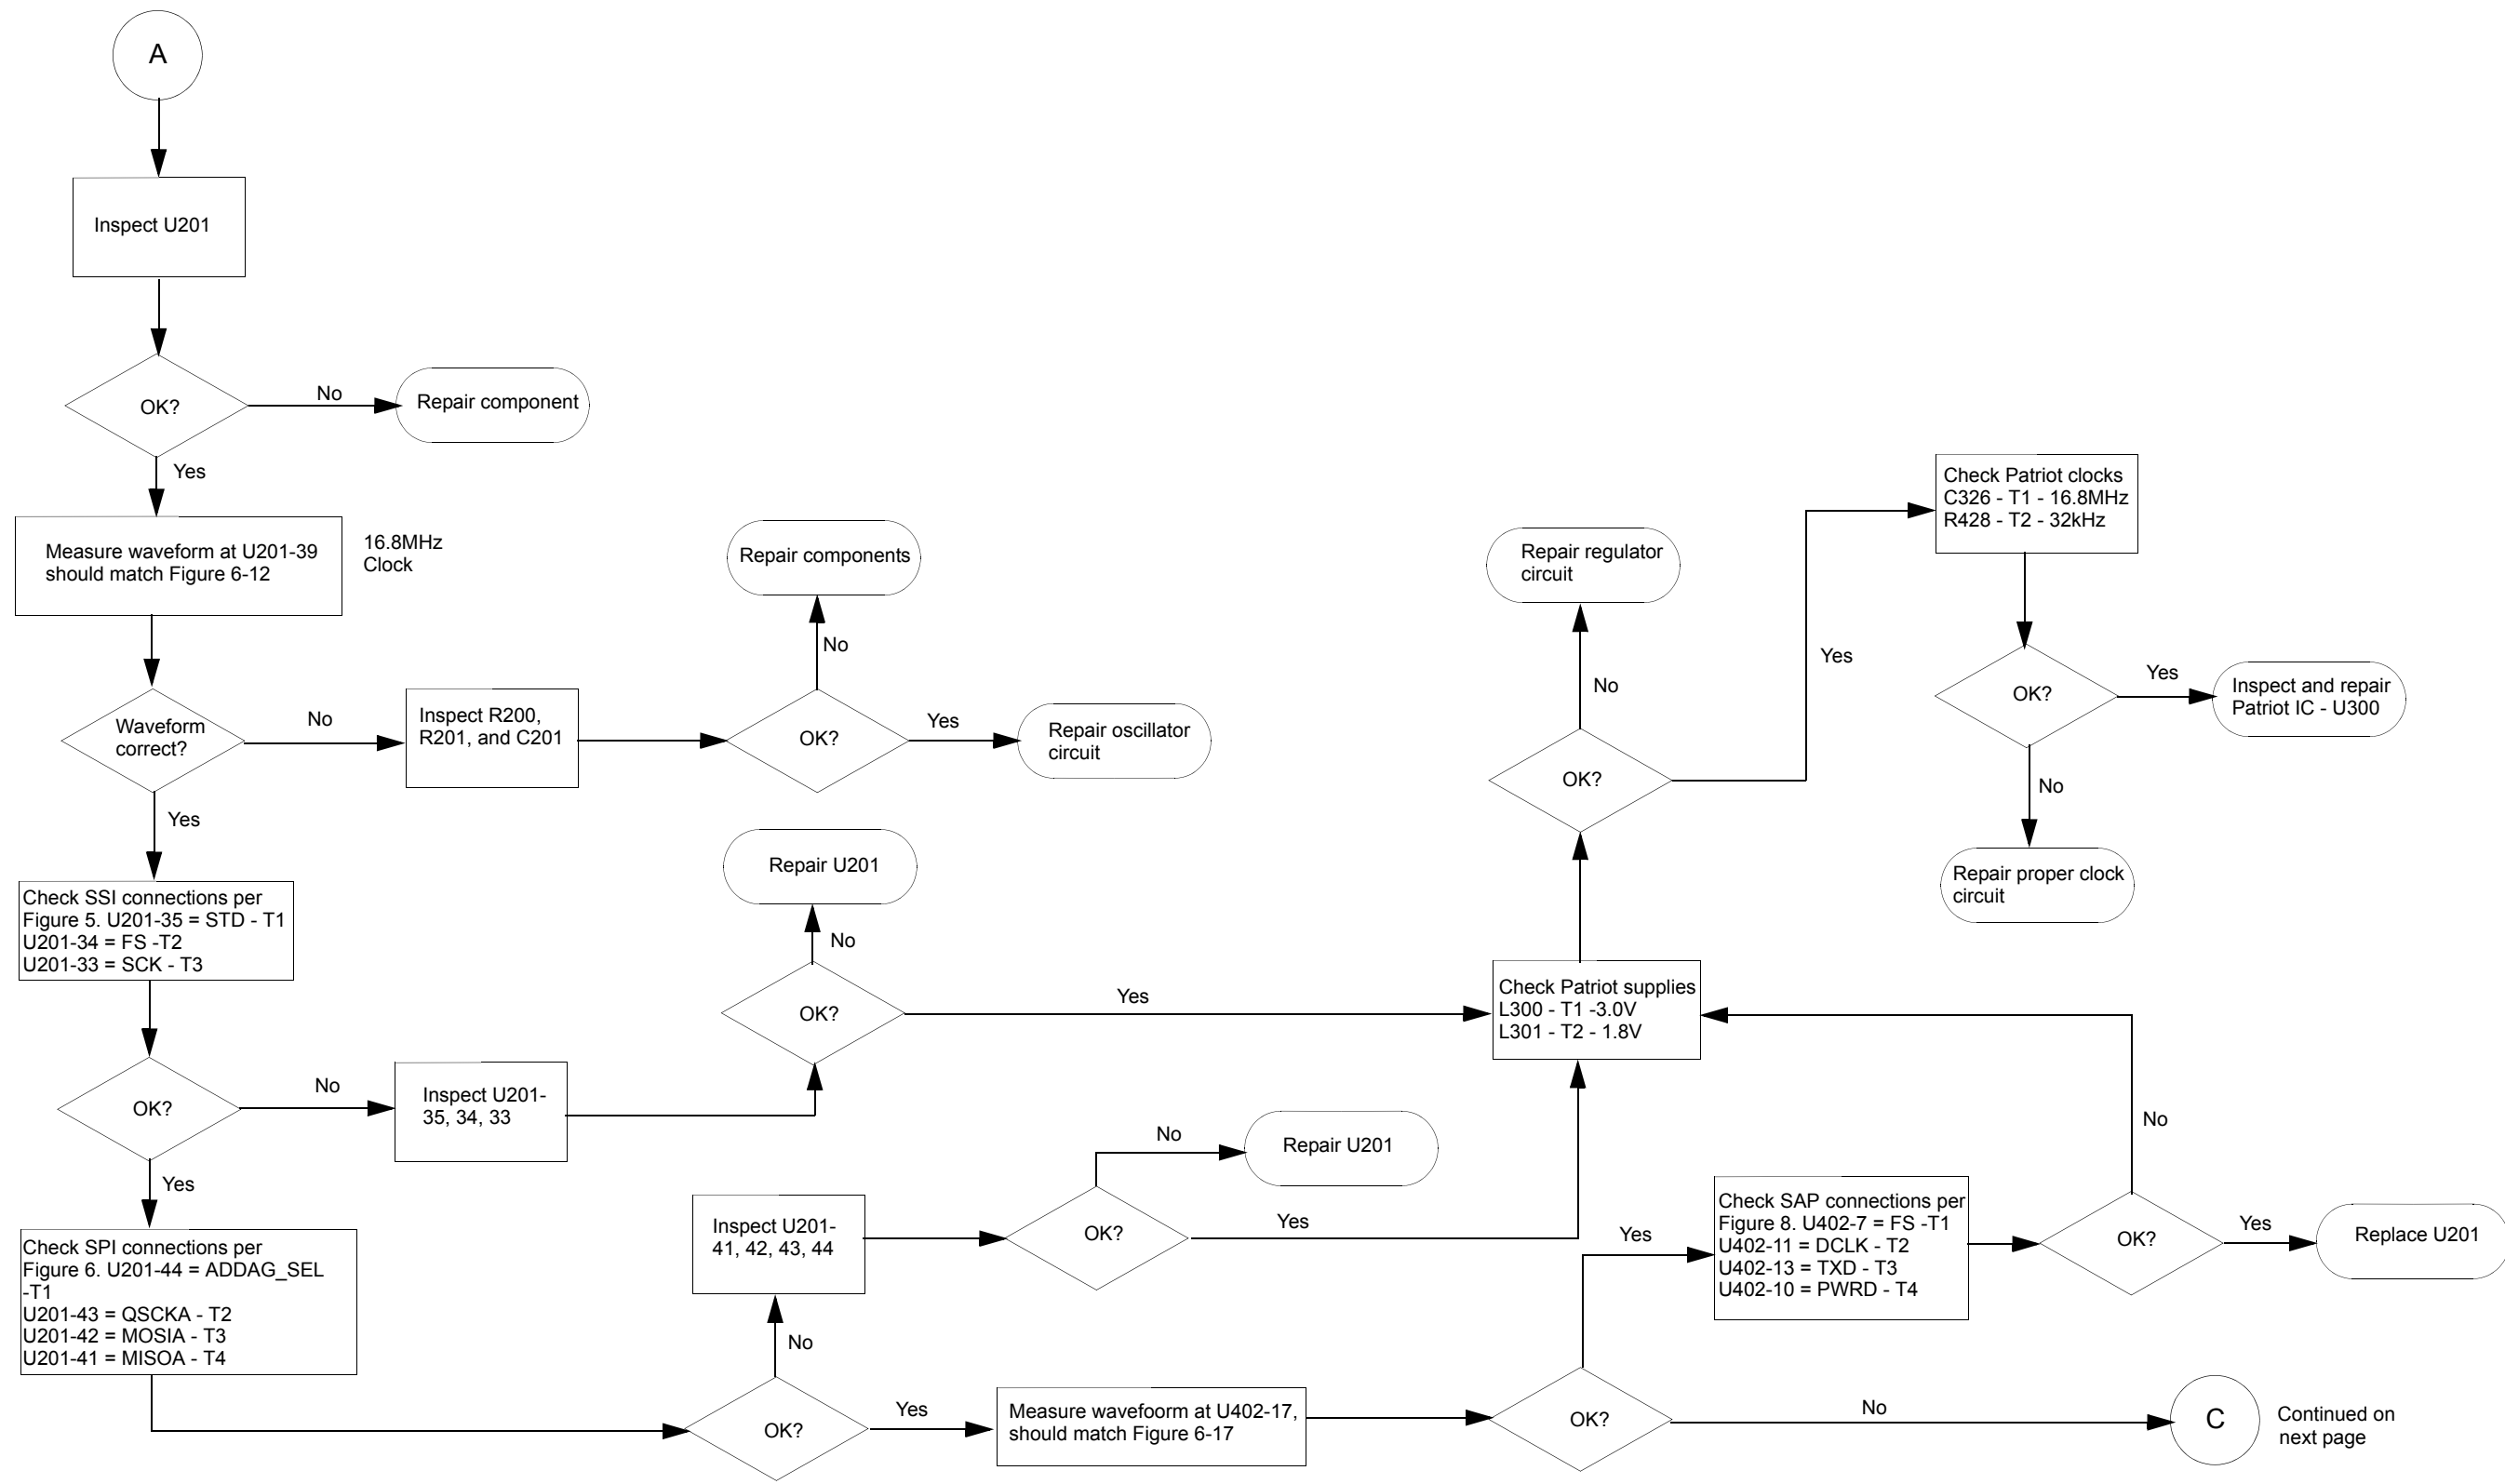 A
Inspect U201
OK?
No
Repair component
Yes
Measure waveform at U201-39
should match Figure 6-12
16.8MHz
Clock
Waveform
correct?
No
Inspect R200,
R201, and C201
OK?
No
Repair components
Yes
Repair oscillator
circuit
Yes
Check SSI connections per
Figure 5. U201-35 = STD - T1
U201-34 = FS -T2
U201-33 = SCK - T3
OK?
No
Inspect U201-
35, 34, 33
OK?
No
Repair U201
Yes
Yes
Check SPI connections per
Figure 6. U201-44 = ADDAG_SEL
-T1
U201-43 = QSCKA - T2
U201-42 = MOSIA - T3
U201-41 = MISOA - T4
OK?
No
Inspect U201-
41, 42, 43, 44
OK?
No
Repair U201
Yes
Yes
Measure wavefoorm at U402-17,
should match Figure 6-17
OK?
Yes
Check SAP connections per
Figure 8. U402-7 = FS -T1
U402-11 = DCLK - T2
U402-13 = TXD - T3
U402-10 = PWRD - T4
OK?
Yes
Replace U201
No
No
C
Continued on
next page
Check Patriot supplies
L300 - T1 -3.0V
L301 - T2 - 1.8V
OK?
No
Repair regulator
circuit
Yes
Check Patriot clocks
C326 - T1 - 16.8MHz
R428 - T2 - 32kHz
OK?
Yes
Inspect and repair
Patriot IC - U300
No
Repair proper clock
circuit